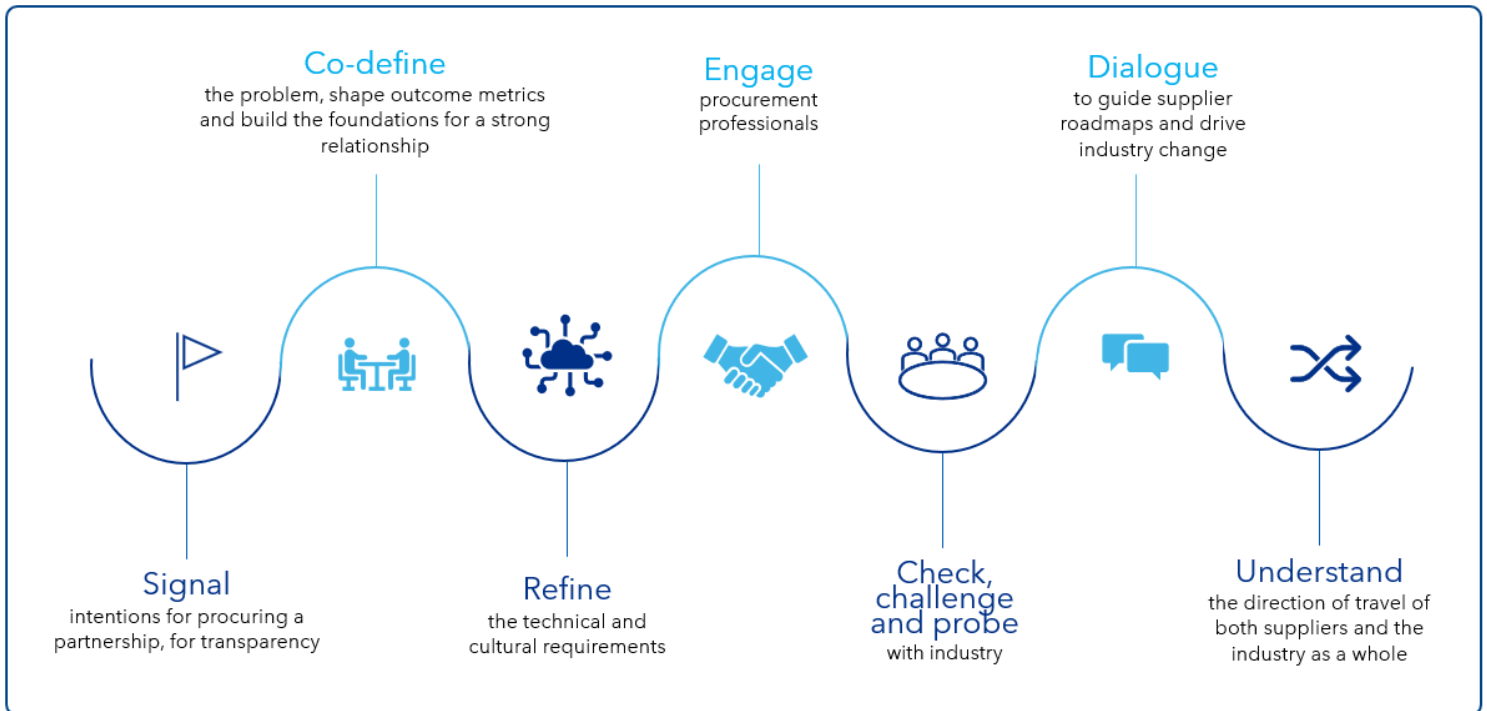 Co-define
the problem, shape outcome metrics
and build the foundations for a strong
relationship
Engage
procurement
professionals
Dialogue
to guide supplier
roadmaps and drive
industry change
Signal
intentions for procuring a
partnership, for transparency
Refine
the technical and
cultural requirements
Check,
challenge
and probe
with industry
Understand
the direction of travel of
both suppliers and the
industry as a whole